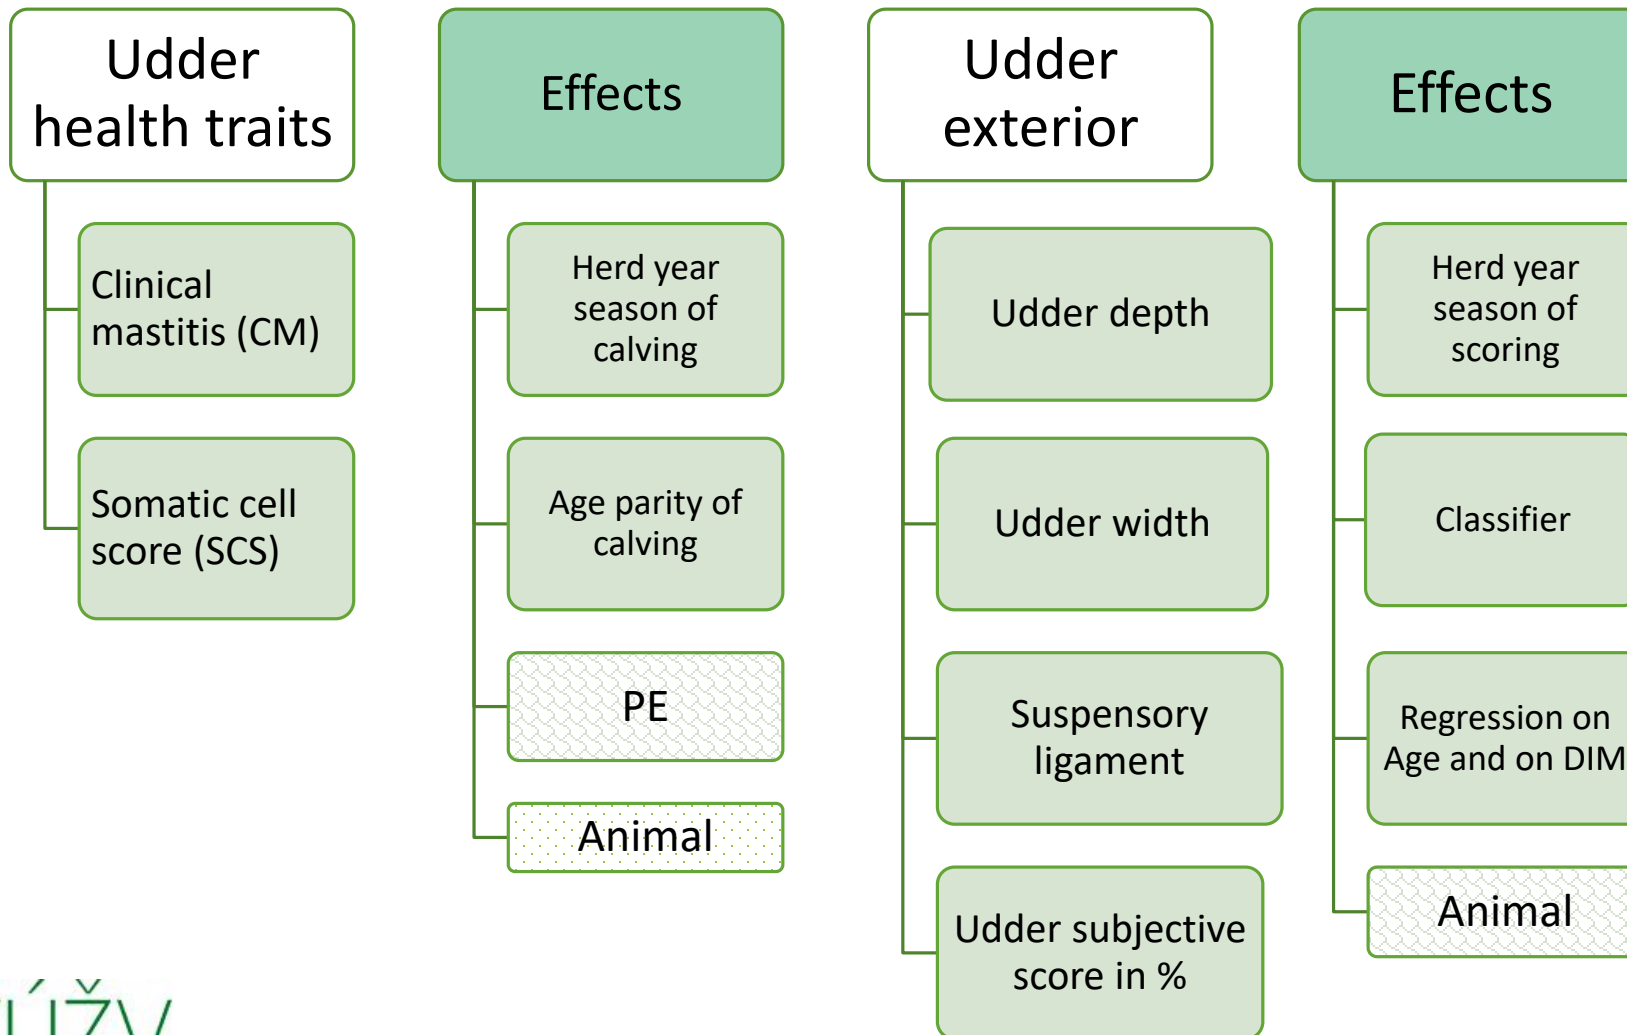 Udder
health traits
Clinical
mastitis (CM)
Somatic cell
score (SCS)
Effects
Herd year
season of
calving
Age parity of
calving
PE
Animal
Udder
exterior
Udder depth
Udder width
Suspensory
ligament
Udder subjective
score in %
Effects
Herd year
season of
scoring
Classifier
Regression on
Age and on DIM
Animal